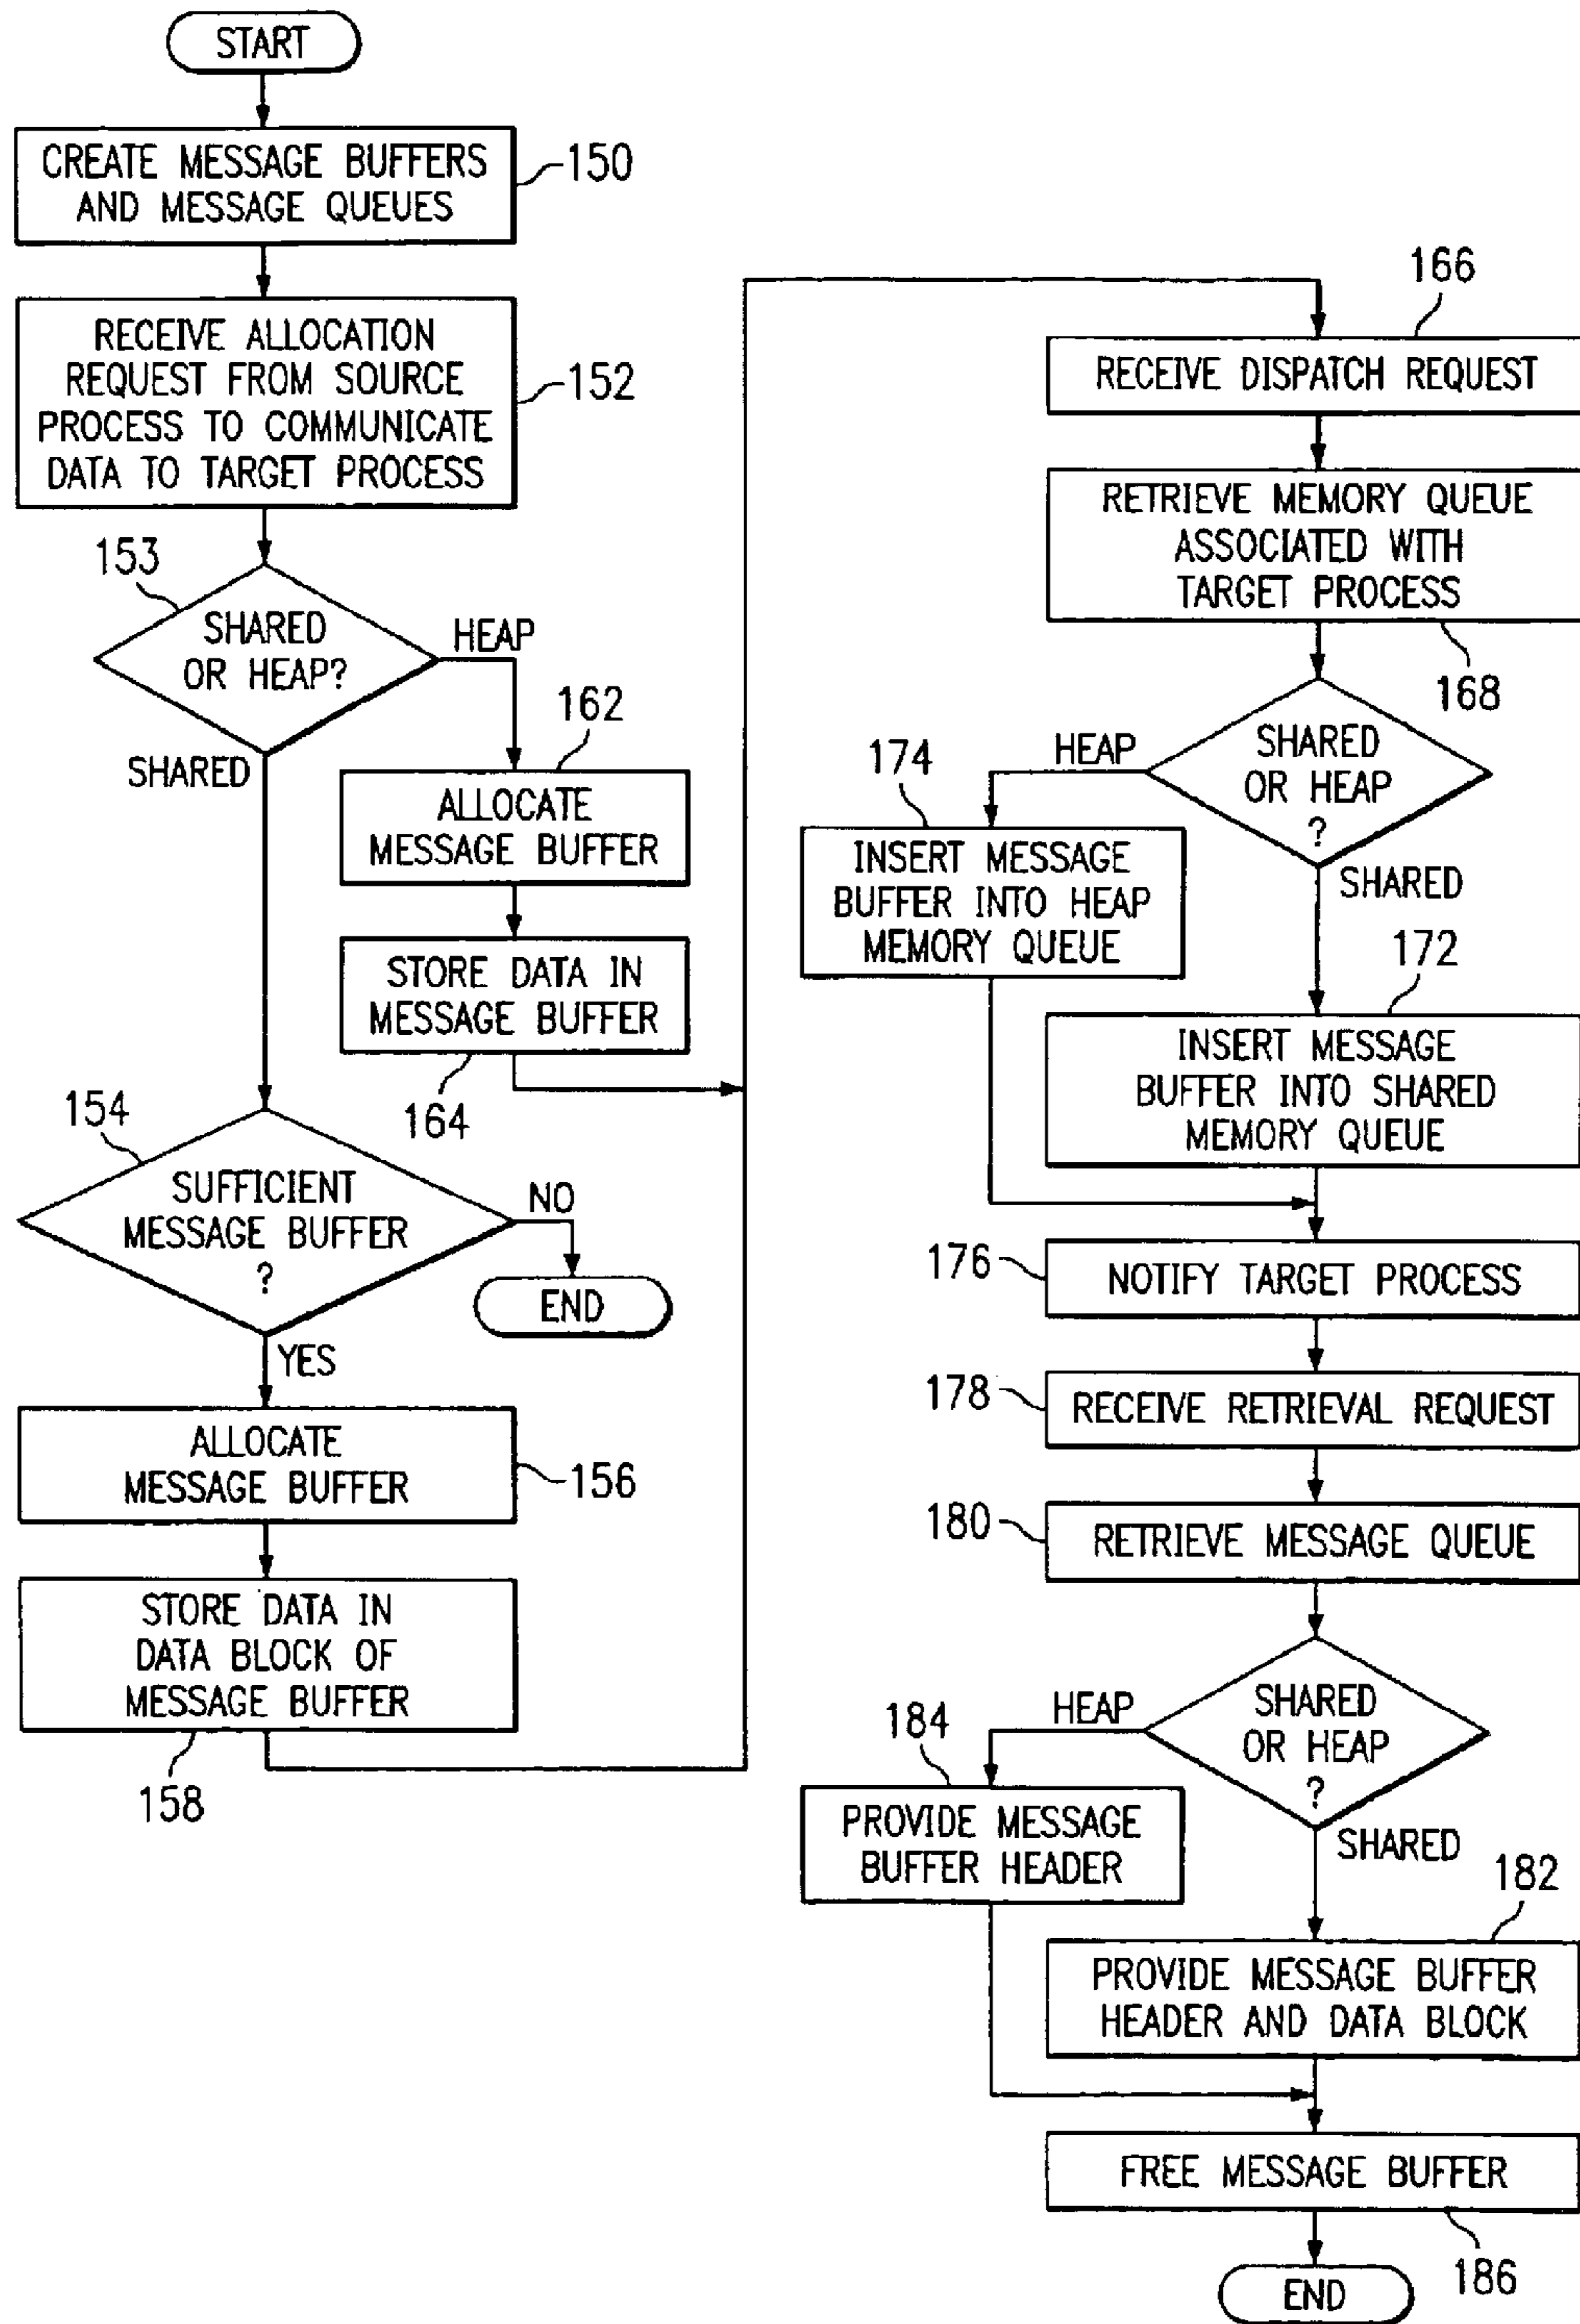 START
CREATE MESSAGE BUFFERS
AND MESSAGE QUEUES
150
RECEIVE ALLOCATION
REQUEST FROM SOURCE
PROCESS TO COMMUNICATE
DATA TO TARGET PROCESS
152
153
SHARED
OR HEAP?
HEAP
SHARED
162
ALLOCATE
MESSAGE BUFFER
STORE DATA IN
MESSAGE BUFFER
164
154
SUFFICIENT
MESSAGE BUFFER
?
NO
END
YES
ALLOCATE
MESSAGE BUFFER
156
STORE DATA IN
DATA BLOCK OF
MESSAGE BUFFER
158
166
RECEIVE DISPATCH REQUEST
RETRIEVE MEMORY QUEUE
ASSOCIATED WITH
TARGET PROCESS
168
SHARED
OR HEAP
?
HEAP
SHARED
174
INSERT MESSAGE
BUFFER INTO HEAP
MEMORY QUEUE
172
INSERT MESSAGE
BUFFER INTO SHARED
MEMORY QUEUE
176
NOTIFY TARGET PROCESS
178
RECEIVE RETRIEVAL REQUEST
180
RETRIEVE MESSAGE QUEUE
SHARED
OR HEAP
?
HEAP
SHARED
184
PROVIDE MESSAGE
BUFFER HEADER
182
PROVIDE MESSAGE BUFFER
HEADER AND DATA BLOCK
FREE MESSAGE BUFFER
186
END